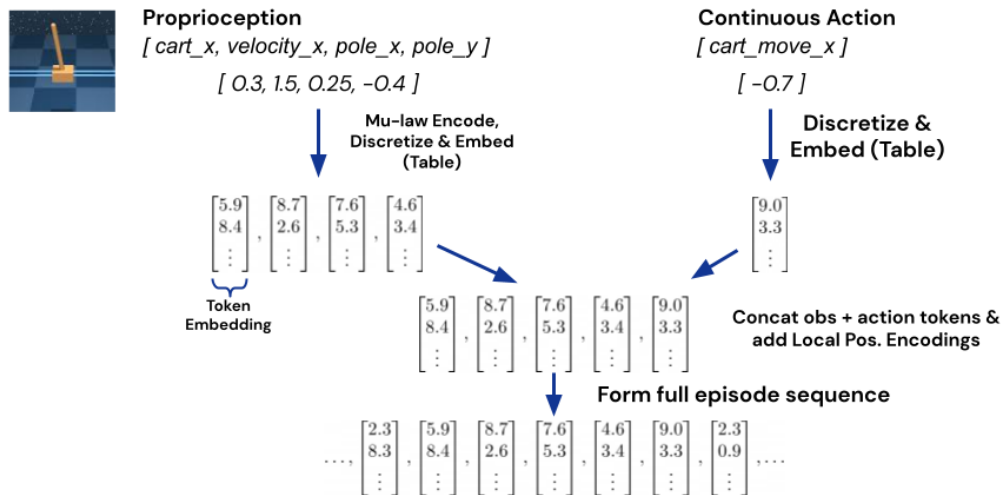 Proprioception
[ cart_x, velocity_x, pole_x, pole_y ]
[ 0.3, 1.5, 0.25, −0.4 ]
Continuous Action
[ cart_move_x ]
[ −0.7 ]
Mu-law Encode,
Discretize & Embed
(Table)
Discretize &
Embed (Table)
[5.9 8.4 ⋮], [8.7 2.6 ⋮], [7.6 5.3 ⋮], [4.6 3.4 ⋮]
[9.0 3.3 ⋮]
Token
Embedding
[5.9 8.4 ⋮], [8.7 2.6 ⋮], [7.6 5.3 ⋮], [4.6 3.4 ⋮], [9.0 3.3 ⋮]
Concat obs + action tokens &
add Local Pos. Encodings
Form full episode sequence
..., [2.3 8.3 ⋮], [5.9 8.4 ⋮], [8.7 2.6 ⋮], [7.6 5.3 ⋮], [4.6 3.4 ⋮], [9.0 3.3 ⋮], [2.3 0.9 ⋮], ...